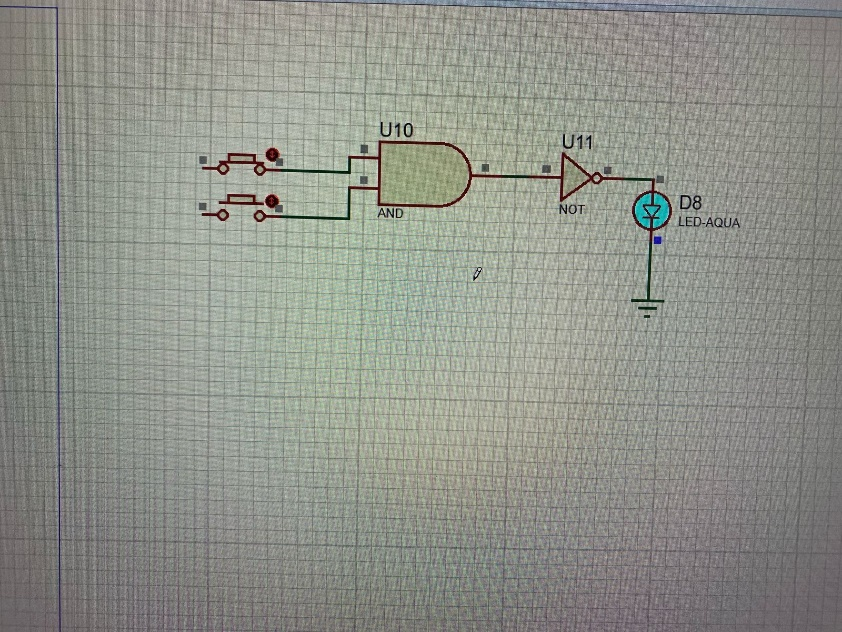 U10
AND
U11
NOT
D8
LED-AQUA